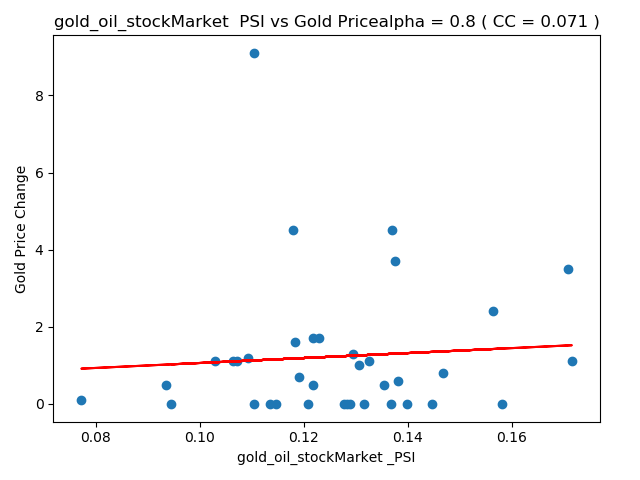 gold_oil_stockMarket  PSI vs Gold Pricealpha = 0.8 ( CC = 0.071 )
8
6
4
2
0
Gold Price Change
0.08 0.10 0.12 0.14 0.16
gold_oil_stockMarket _PSI